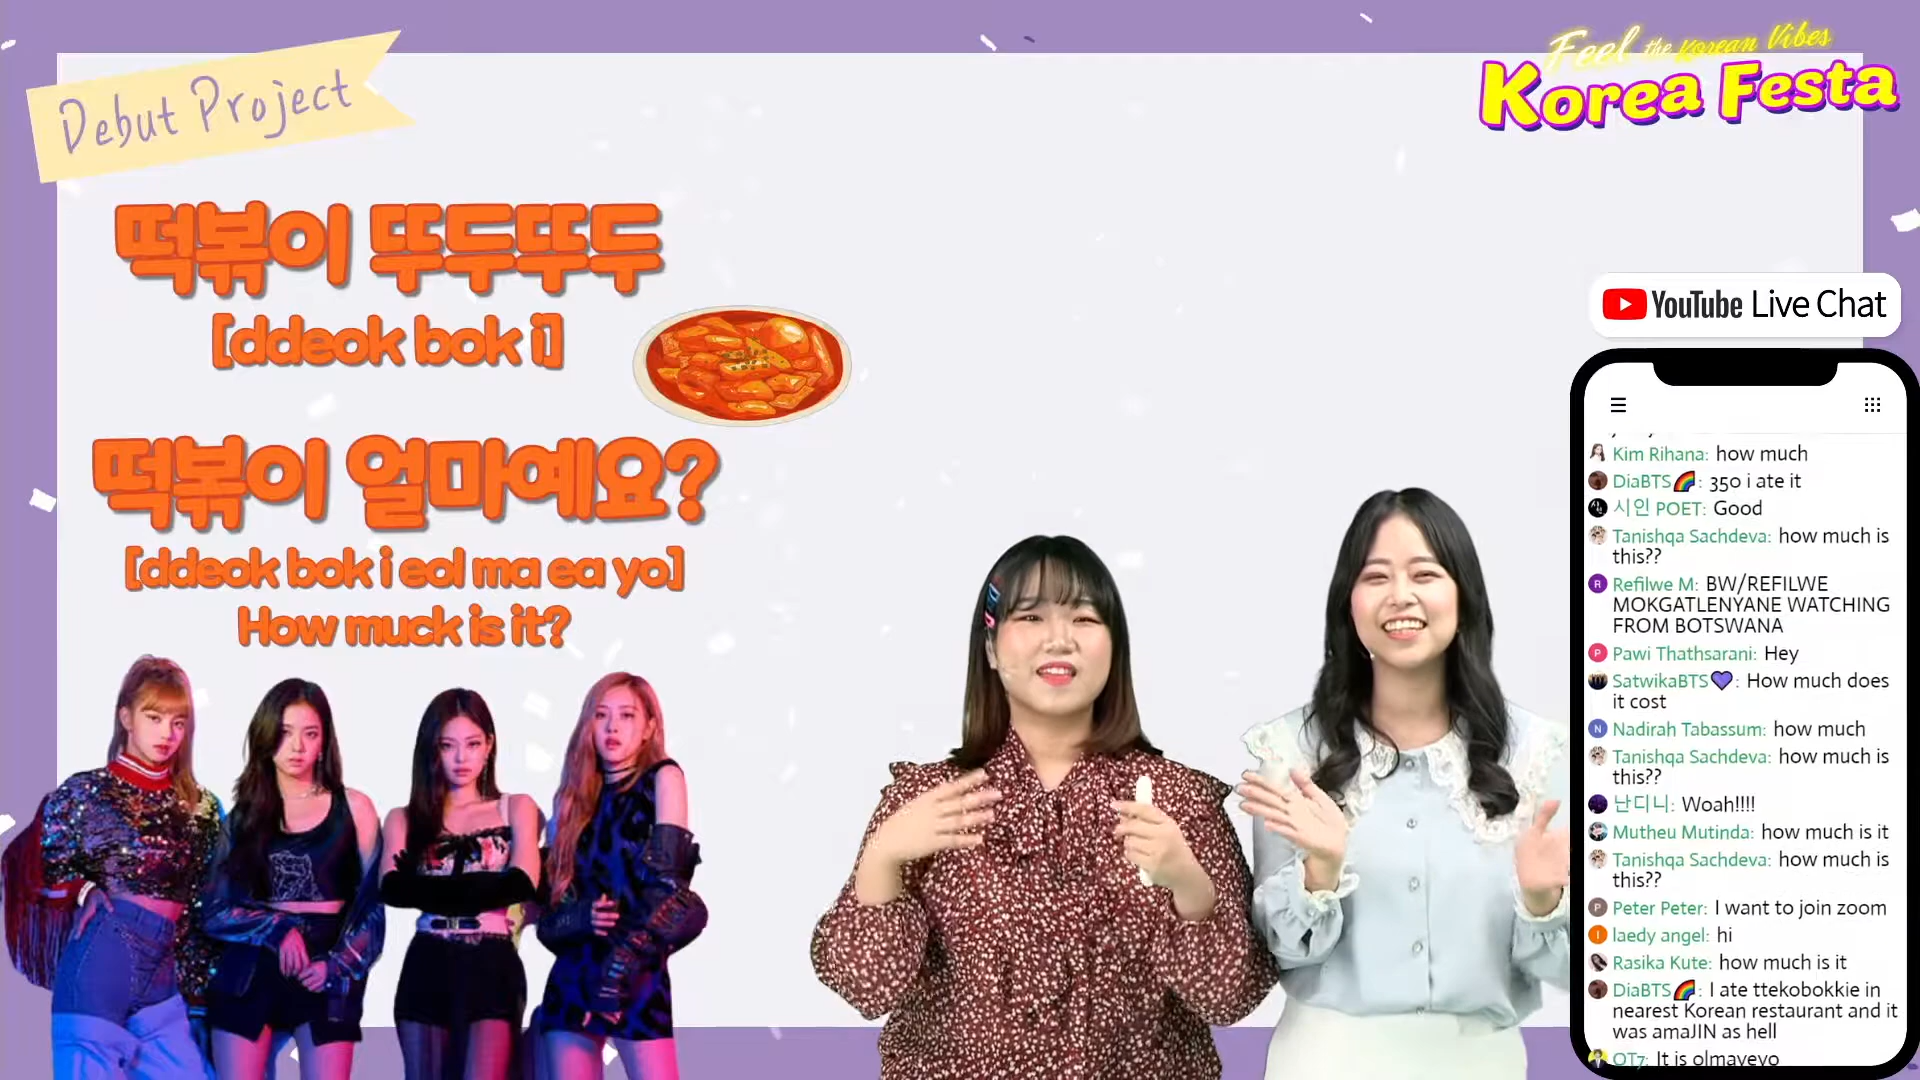 Debut Project
Feel the Korean Vibes
Korea Festa
떡볶이 뚜두뚜두
[ddeok bok i]
떡볶이 얼마예요?
[ddeok bok i eol ma ea yo]
How muck is it?
YouTube Live Chat
Kim Rihana: how much
DiaBTS🌈: 350 i ate it
시인 POET: Good
Tanishqa Sachdeva: how much is
this??
R Refilwe M: BW/REFILWE
MOKGATLENYANE WATCHING
FROM BOTSWANA
P Pawi Thathsarani: Hey
SatwikaBTS💜: How much does
it cost
N Nadirah Tabassum: how much
Tanishqa Sachdeva: how much is
this??
난디니: Woah!!!!
Mutheu Mutinda: how much is it
Tanishqa Sachdeva: how much is
this??
P Peter Peter: I want to join zoom
l laedy angel: hi
Rasika Kute: how much is it
DiaBTS🌈: I ate ttekobokkie in
nearest Korean restaurant and it
was amaJIN as hell
OT7: It is olmayeyo